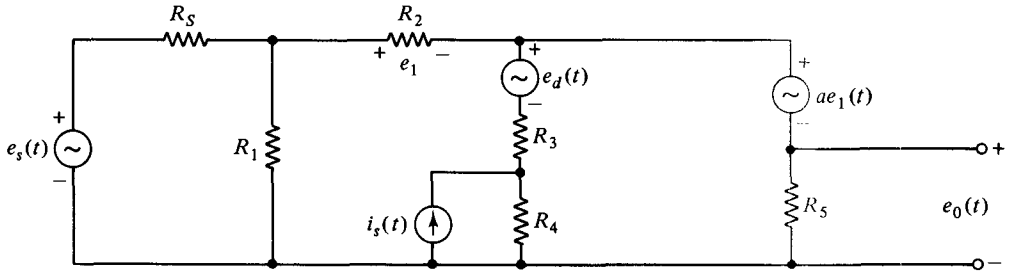 R_S
R_2
+ e_1 −
+
e_d(t)
−
+
ae_1(t)
−
+
e_s(t)
−
R_1
R_3
i_s(t)
R_4
R_5
+
e_0(t)
−